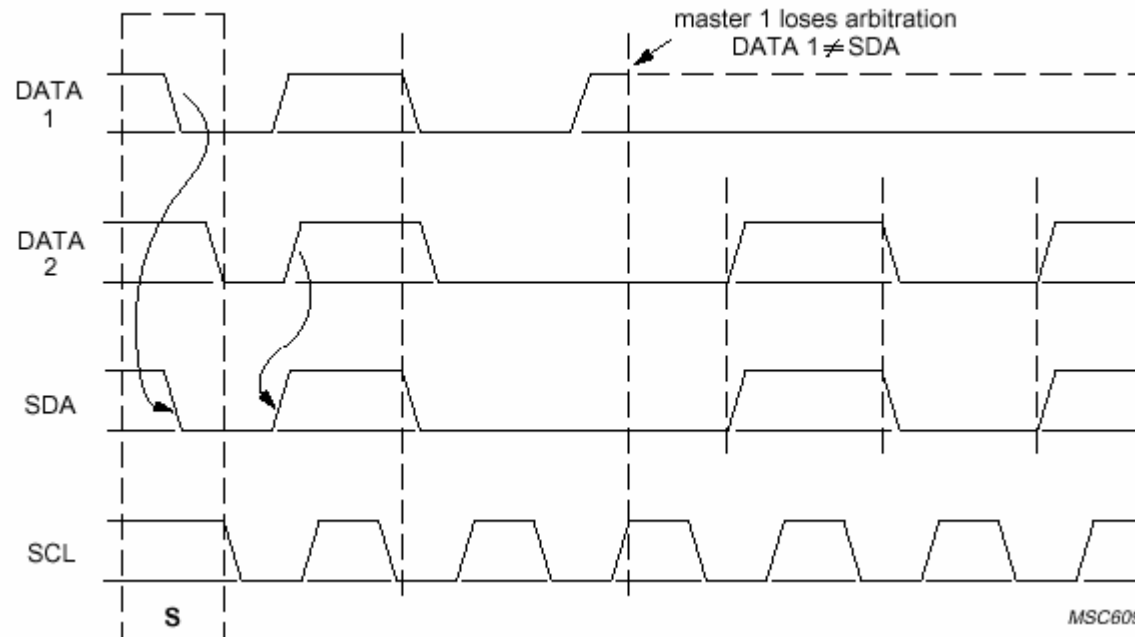 master 1 loses arbitration
DATA 1≠SDA
DATA
1
DATA
2
SDA
SCL
S